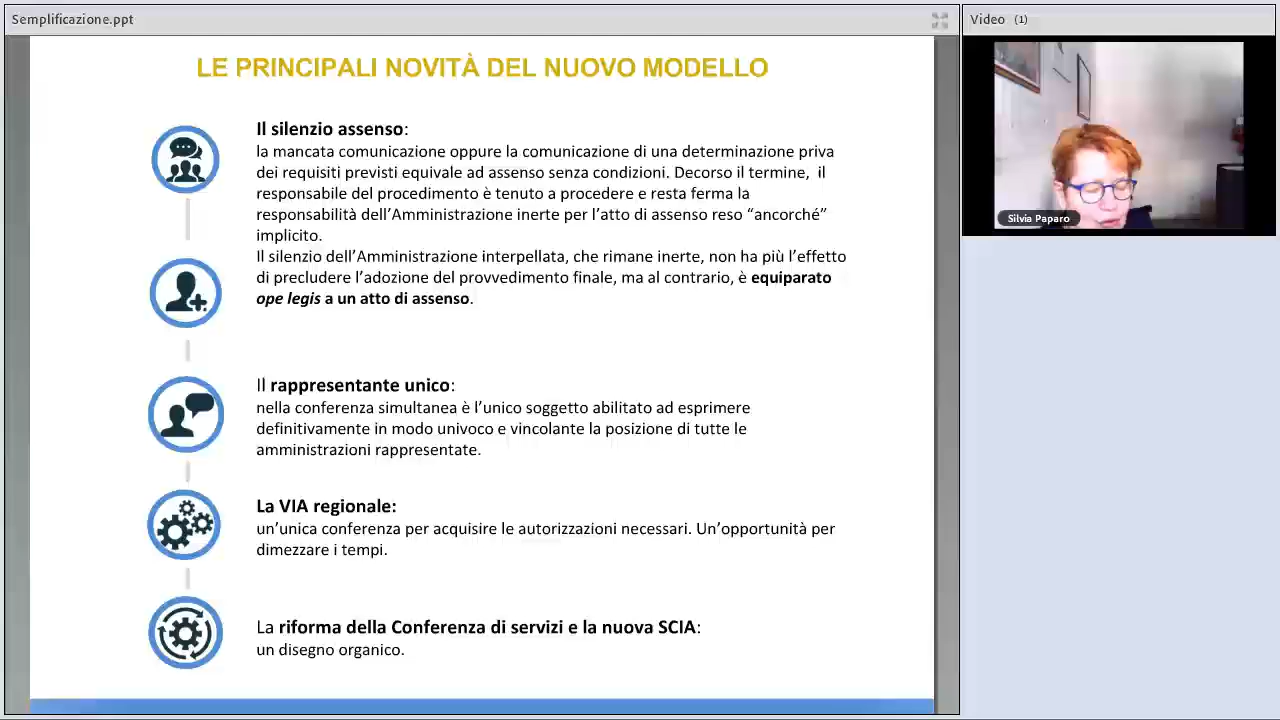 Semplificazione.ppt
Video (1)
LE PRINCIPALI NOVITÀ DEL NUOVO MODELLO
Il silenzio assenso:
la mancata comunicazione oppure la comunicazione di una determinazione priva
dei requisiti previsti equivale ad assenso senza condizioni. Decorso il termine, il
responsabile del procedimento è tenuto a procedere e resta ferma la
responsabilità dell’Amministrazione inerte per l’atto di assenso reso “ancorché”
implicito.
Il silenzio dell’Amministrazione interpellata, che rimane inerte, non ha più l’effetto
di precludere l’adozione del provvedimento finale, ma al contrario, è equiparato
ope legis a un atto di assenso.
Il rappresentante unico:
nella conferenza simultanea è l’unico soggetto abilitato ad esprimere
definitivamente in modo univoco e vincolante la posizione di tutte le
amministrazioni rappresentate.
La VIA regionale:
un’unica conferenza per acquisire le autorizzazioni necessari. Un’opportunità per
dimezzare i tempi.
La riforma della Conferenza di servizi e la nuova SCIA:
un disegno organico.
Silvia Paparo